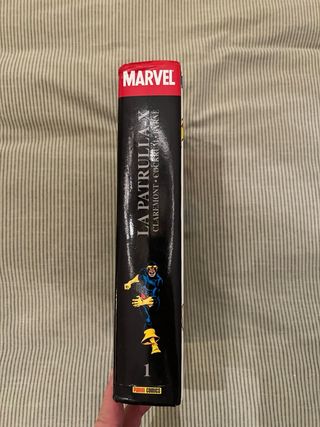 MARVEL
LA PATRULLA-X
CLAREMONT · COCKRUM · BYRNE
1
PANINI COMICS